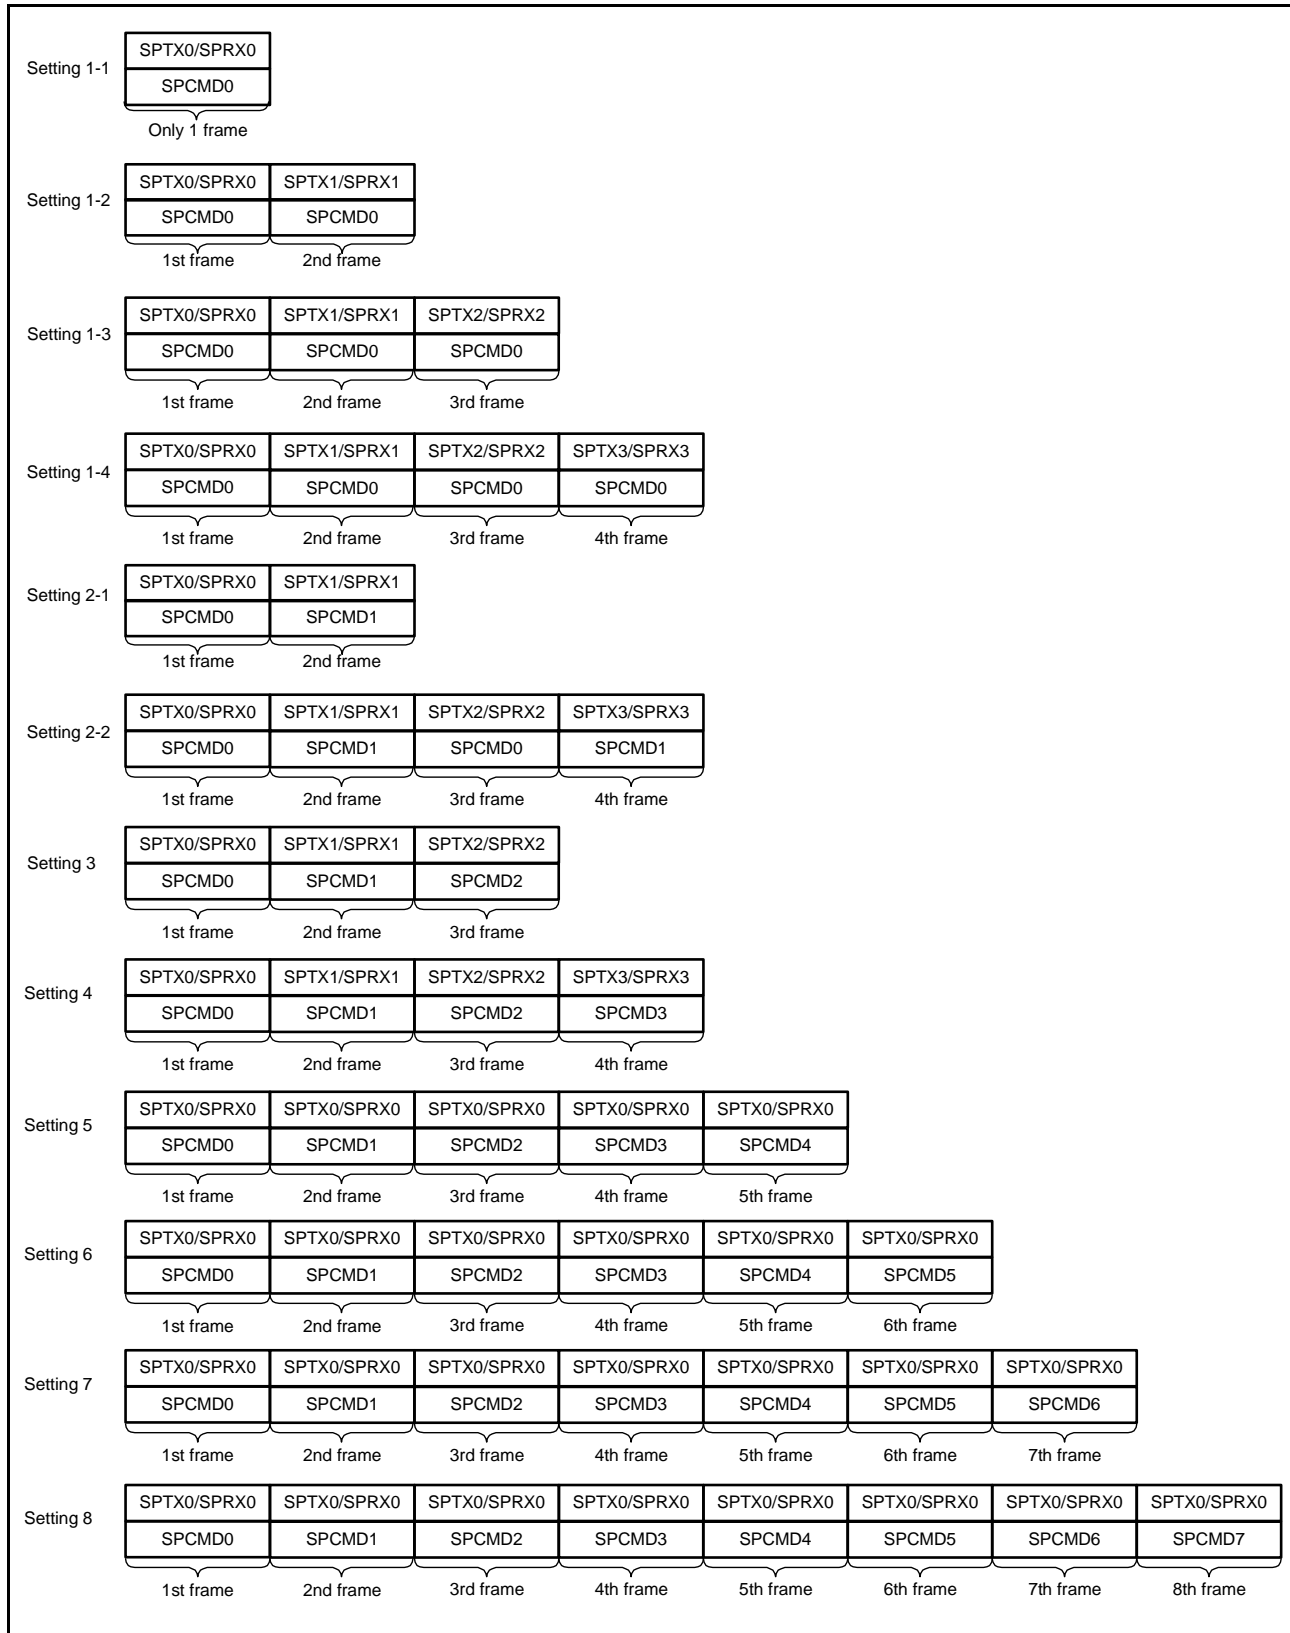 Setting 1-1
SPTX0/SPRX0
SPCMD0
Only 1 frame
Setting 1-2
SPTX0/SPRX0 SPTX1/SPRX1
SPCMD0 SPCMD0
1st frame 2nd frame
Setting 1-3
SPTX0/SPRX0 SPTX1/SPRX1 SPTX2/SPRX2
SPCMD0 SPCMD0 SPCMD0
1st frame 2nd frame 3rd frame
Setting 1-4
SPTX0/SPRX0 SPTX1/SPRX1 SPTX2/SPRX2 SPTX3/SPRX3
SPCMD0 SPCMD0 SPCMD0 SPCMD0
1st frame 2nd frame 3rd frame 4th frame
Setting 2-1
SPTX0/SPRX0 SPTX1/SPRX1
SPCMD0 SPCMD1
1st frame 2nd frame
Setting 2-2
SPTX0/SPRX0 SPTX1/SPRX1 SPTX2/SPRX2 SPTX3/SPRX3
SPCMD0 SPCMD1 SPCMD0 SPCMD1
1st frame 2nd frame 3rd frame 4th frame
Setting 3
SPTX0/SPRX0 SPTX1/SPRX1 SPTX2/SPRX2
SPCMD0 SPCMD1 SPCMD2
1st frame 2nd frame 3rd frame
Setting 4
SPTX0/SPRX0 SPTX1/SPRX1 SPTX2/SPRX2 SPTX3/SPRX3
SPCMD0 SPCMD1 SPCMD2 SPCMD3
1st frame 2nd frame 3rd frame 4th frame
Setting 5
SPTX0/SPRX0 SPTX0/SPRX0 SPTX0/SPRX0 SPTX0/SPRX0 SPTX0/SPRX0
SPCMD0 SPCMD1 SPCMD2 SPCMD3 SPCMD4
1st frame 2nd frame 3rd frame 4th frame 5th frame
Setting 6
SPTX0/SPRX0 SPTX0/SPRX0 SPTX0/SPRX0 SPTX0/SPRX0 SPTX0/SPRX0 SPTX0/SPRX0
SPCMD0 SPCMD1 SPCMD2 SPCMD3 SPCMD4 SPCMD5
1st frame 2nd frame 3rd frame 4th frame 5th frame 6th frame
Setting 7
SPTX0/SPRX0 SPTX0/SPRX0 SPTX0/SPRX0 SPTX0/SPRX0 SPTX0/SPRX0 SPTX0/SPRX0 SPTX0/SPRX0
SPCMD0 SPCMD1 SPCMD2 SPCMD3 SPCMD4 SPCMD5 SPCMD6
1st frame 2nd frame 3rd frame 4th frame 5th frame 6th frame 7th frame
Setting 8
SPTX0/SPRX0 SPTX0/SPRX0 SPTX0/SPRX0 SPTX0/SPRX0 SPTX0/SPRX0 SPTX0/SPRX0 SPTX0/SPRX0 SPTX0/SPRX0
SPCMD0 SPCMD1 SPCMD2 SPCMD3 SPCMD4 SPCMD5 SPCMD6 SPCMD7
1st frame 2nd frame 3rd frame 4th frame 5th frame 6th frame 7th frame 8th frame